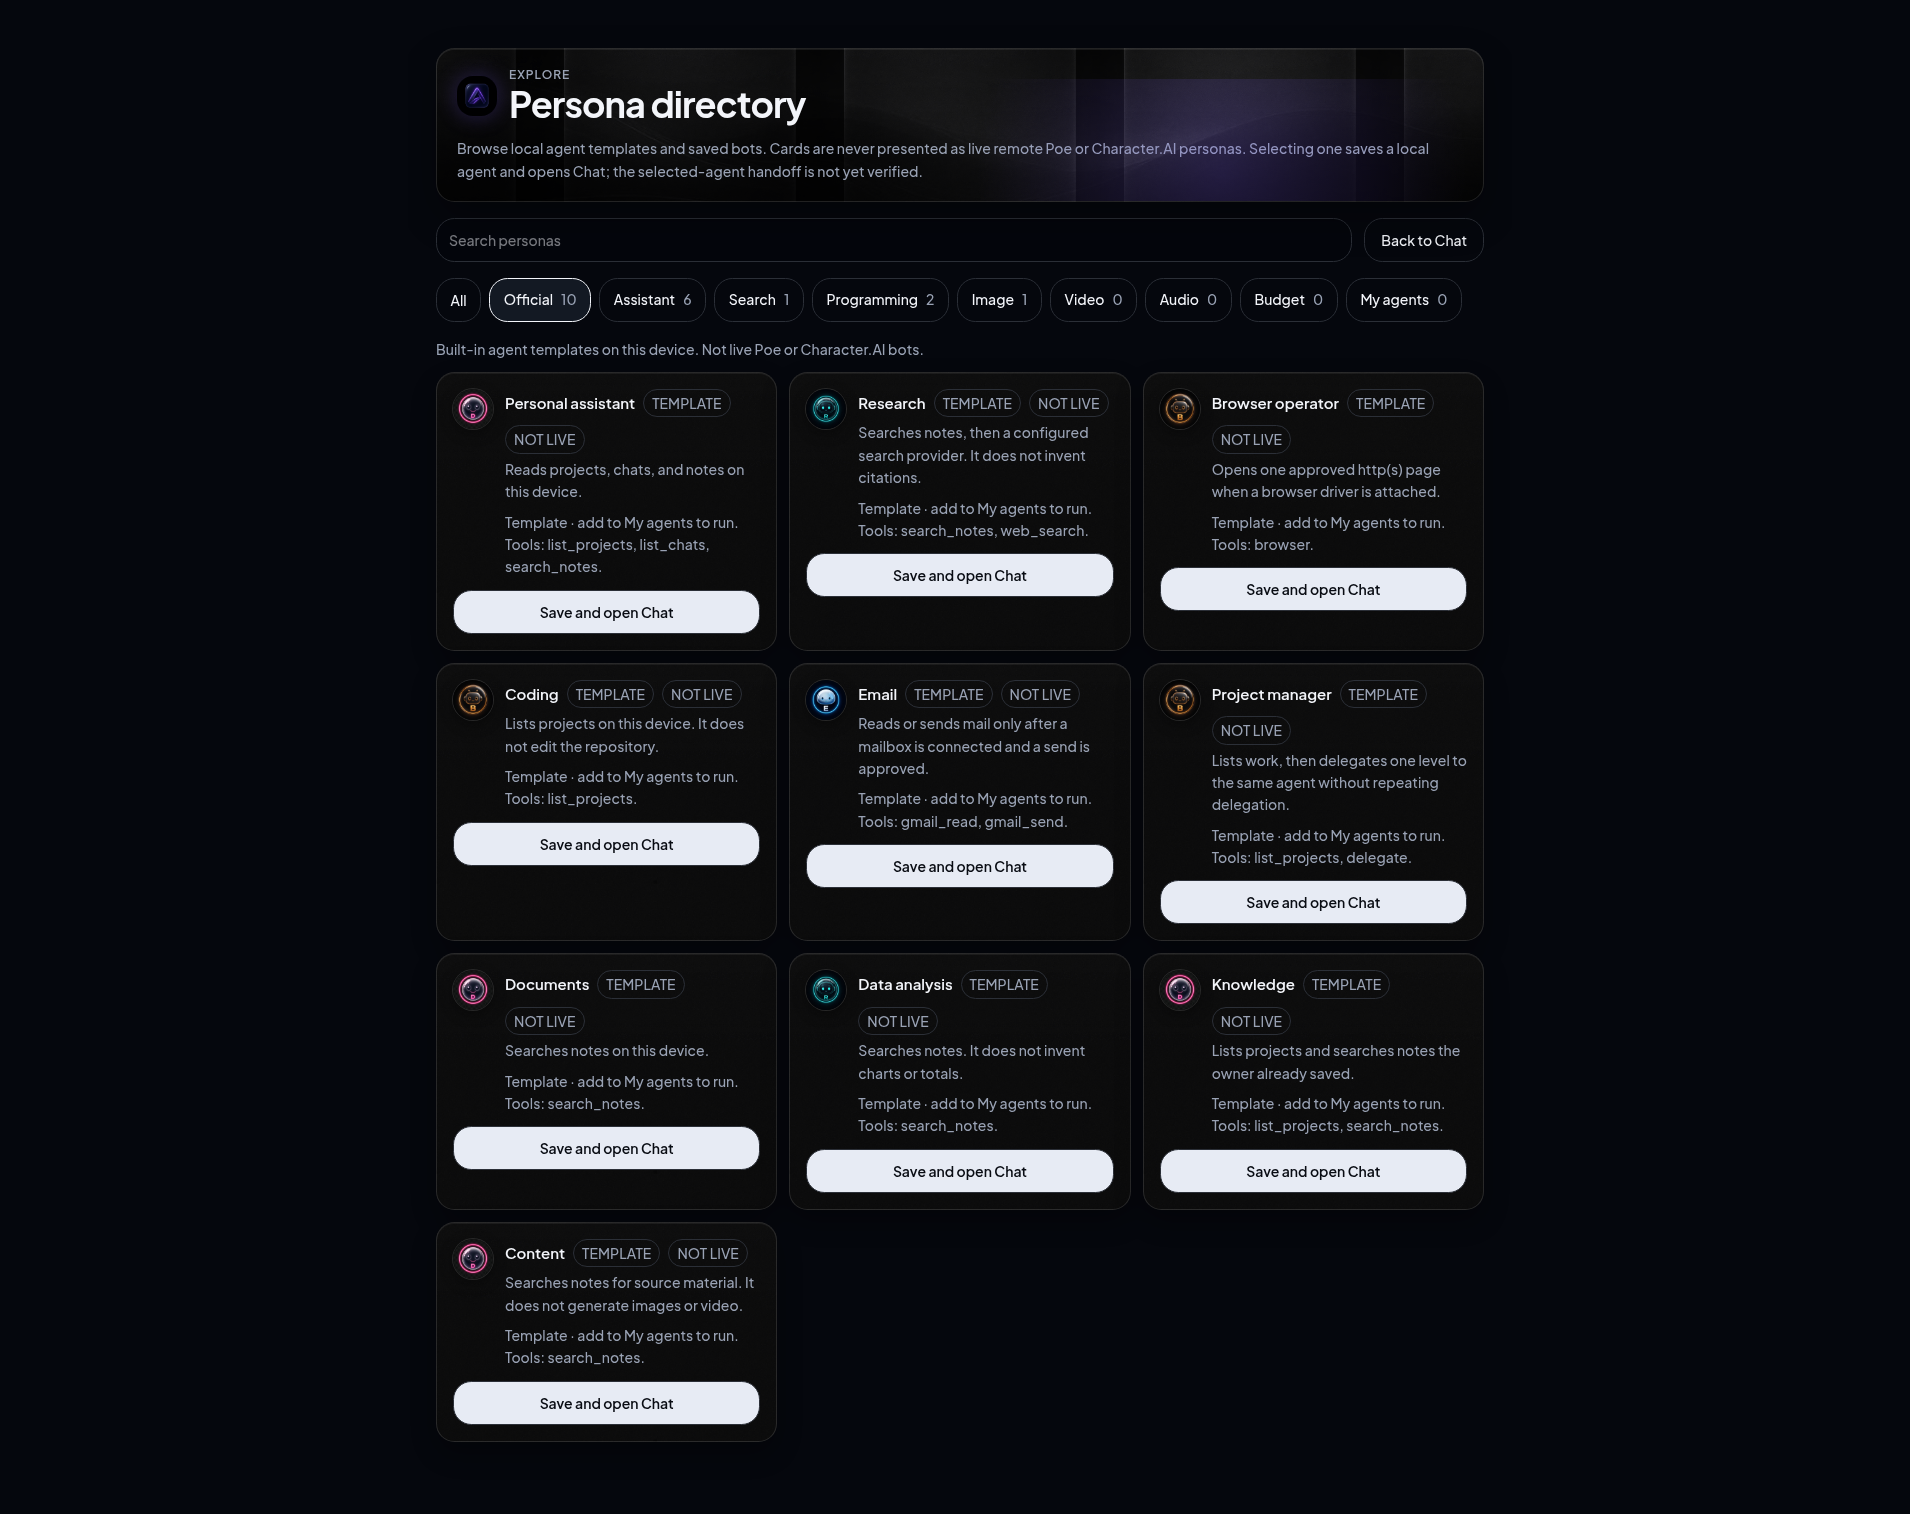 EXPLORE
Persona directory
Browse local agent templates and saved bots. Cards are never presented as live remote Poe or Character.AI personas. Selecting one saves a local
agent and opens Chat; the selected-agent handoff is not yet verified.
Search personas
Back to Chat
All
Official 10
Assistant 6
Search 1
Programming 2
Image 1
Video 0
Audio 0
Budget 0
My agents 0
Built-in agent templates on this device. Not live Poe or Character.AI bots.
Personal assistant TEMPLATE
NOT LIVE
Reads projects, chats, and notes on
this device.
Template · add to My agents to run.
Tools: list_projects, list_chats,
search_notes.
Save and open Chat
Research TEMPLATE NOT LIVE
Searches notes, then a configured
search provider. It does not invent
citations.
Template · add to My agents to run.
Tools: search_notes, web_search.
Save and open Chat
Browser operator TEMPLATE
NOT LIVE
Opens one approved http(s) page
when a browser driver is attached.
Template · add to My agents to run.
Tools: browser.
Save and open Chat
Coding TEMPLATE NOT LIVE
Lists projects on this device. It does
not edit the repository.
Template · add to My agents to run.
Tools: list_projects.
Save and open Chat
Email TEMPLATE NOT LIVE
Reads or sends mail only after a
mailbox is connected and a send is
approved.
Template · add to My agents to run.
Tools: gmail_read, gmail_send.
Save and open Chat
Project manager TEMPLATE
NOT LIVE
Lists work, then delegates one level to
the same agent without repeating
delegation.
Template · add to My agents to run.
Tools: list_projects, delegate.
Save and open Chat
Documents TEMPLATE
NOT LIVE
Searches notes on this device.
Template · add to My agents to run.
Tools: search_notes.
Save and open Chat
Data analysis TEMPLATE
NOT LIVE
Searches notes. It does not invent
charts or totals.
Template · add to My agents to run.
Tools: search_notes.
Save and open Chat
Knowledge TEMPLATE
NOT LIVE
Lists projects and searches notes the
owner already saved.
Template · add to My agents to run.
Tools: list_projects, search_notes.
Save and open Chat
Content TEMPLATE NOT LIVE
Searches notes for source material. It
does not generate images or video.
Template · add to My agents to run.
Tools: search_notes.
Save and open Chat